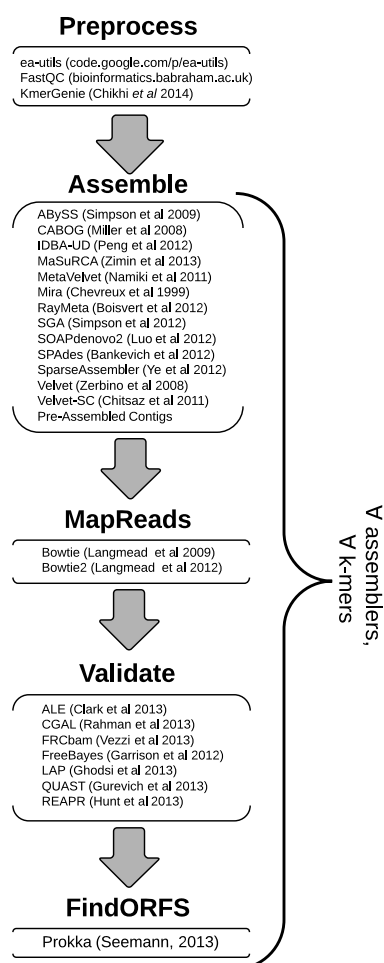 Preprocess
ea-utils (code.google.com/p/ea-utils)
FastQC (bioinformatics.babraham.ac.uk)
KmerGenie (Chikhi et al 2014)
Assemble
ABySS (Simpson et al 2009)
CABOG (Miller et al 2008)
IDBA-UD (Peng et al 2012)
MaSuRCA (Zimin et al 2013)
MetaVelvet (Namiki et al 2011)
Mira (Chevreux et al 1999)
RayMeta (Boisvert et al 2012)
SGA (Simpson et al 2012)
SOAPdenovo2 (Luo et al 2012)
SPAdes (Bankevich et al 2012)
SparseAssembler (Ye et al 2012)
Velvet (Zerbino et al 2008)
Velvet-SC (Chitsaz et al 2011)
Pre-Assembled Contigs
MapReads
Bowtie (Langmead et al 2009)
Bowtie2 (Langmead et al 2012)
Validate
ALE (Clark et al 2013)
CGAL (Rahman et al 2013)
FRCbam (Vezzi et al 2013)
FreeBayes (Garrison et al 2012)
LAP (Ghodsi et al 2013)
QUAST (Gurevich et al 2013)
REAPR (Hunt et al 2013)
FindORFS
Prokka (Seemann, 2013)
∀ assemblers,
∀ k-mers